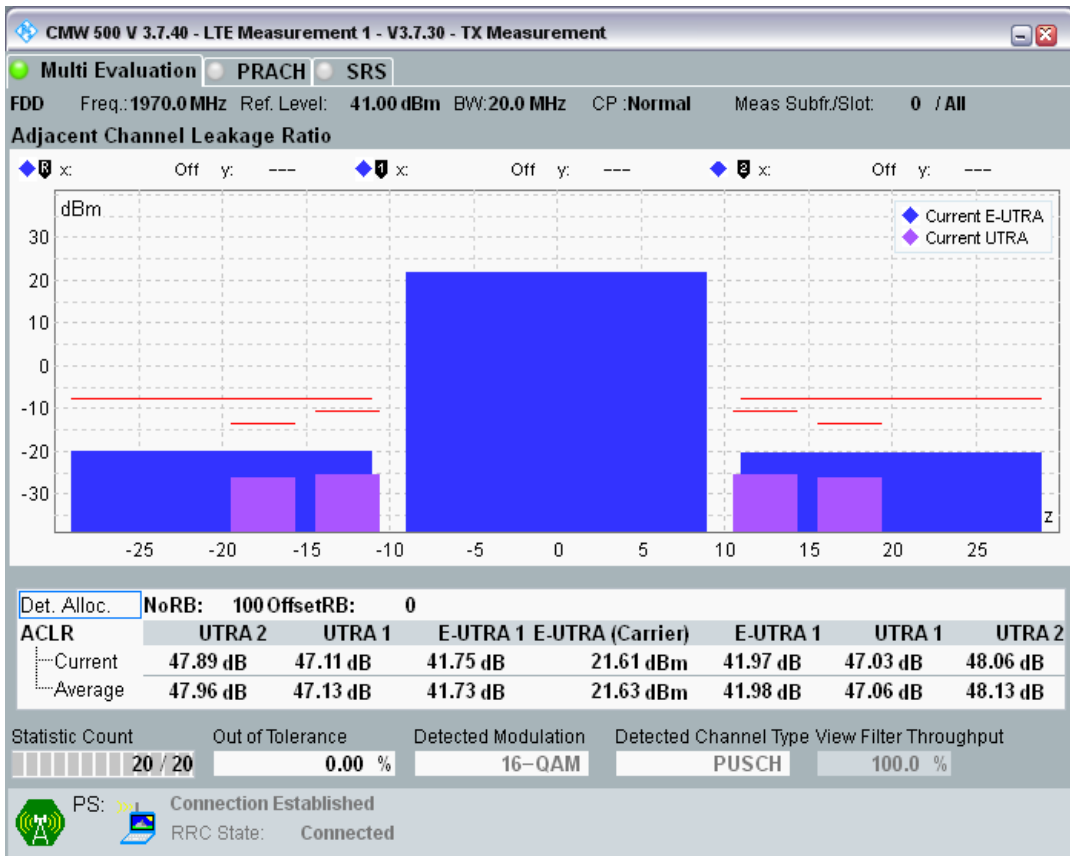 CMW 500 V 3.7.40 - LTE Measurement 1 - V3.7.30 - TX Measurement
Multi Evaluation PRACH SRS
FDD Freq.:1970.0 MHz Ref. Level: 41.00 dBm BW:20.0 MHz CP :Normal Meas Subfr./Slot: 0 / All
Adjacent Channel Leakage Ratio
R x: Off y: --- 1 x: Off y: --- 2 x: Off y: ---
dBm
Current E-UTRA
Current UTRA
30
20
10
0
-10
-20
-30
z
-25 -20 -15 -10 -5 0 5 10 15 20 25
Det. Alloc. NoRB: 100 OffsetRB: 0
ACLR UTRA 2 UTRA 1 E-UTRA 1 E-UTRA (Carrier) E-UTRA 1 UTRA 1 UTRA 2
Current 47.89 dB 47.11 dB 41.75 dB 21.61 dBm 41.97 dB 47.03 dB 48.06 dB
Average 47.96 dB 47.13 dB 41.73 dB 21.63 dBm 41.98 dB 47.06 dB 48.13 dB
Statistic Count Out of Tolerance Detected Modulation Detected Channel Type View Filter Throughput
20 / 20 0.00 % 16-QAM PUSCH 100.0 %
PS: Connection Established
RRC State: Connected